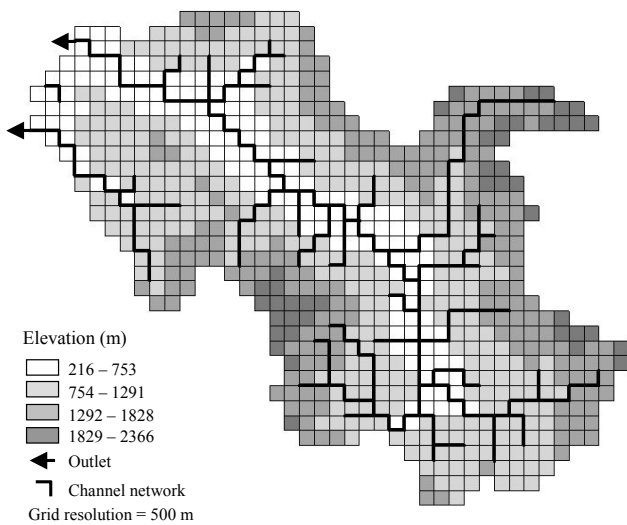 Elevation (m)
216 – 753
754 – 1291
1292 – 1828
1829 – 2366
Outlet
Channel network
Grid resolution = 500 m